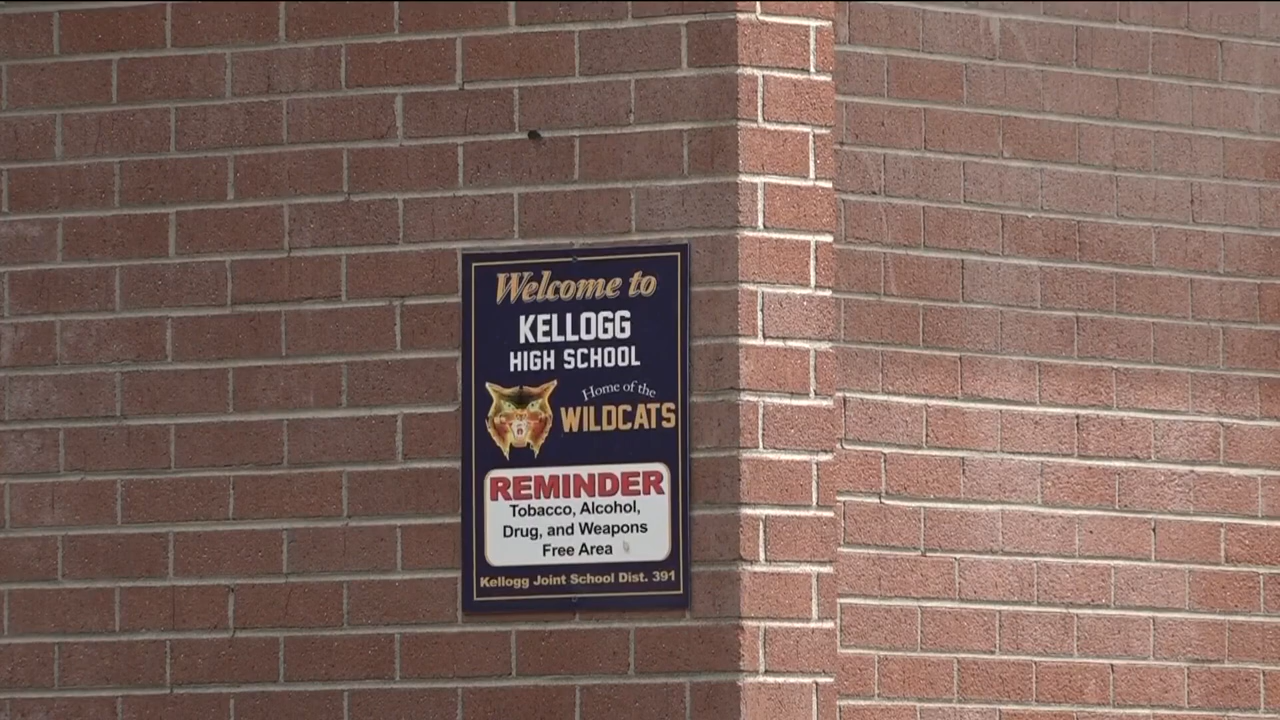 Welcome to
KELLOGG
HIGH SCHOOL
Home of the
WILDCATS
REMINDER
Tobacco, Alcohol,
Drug, and Weapons
Free Area
Kellogg Joint School Dist. 391